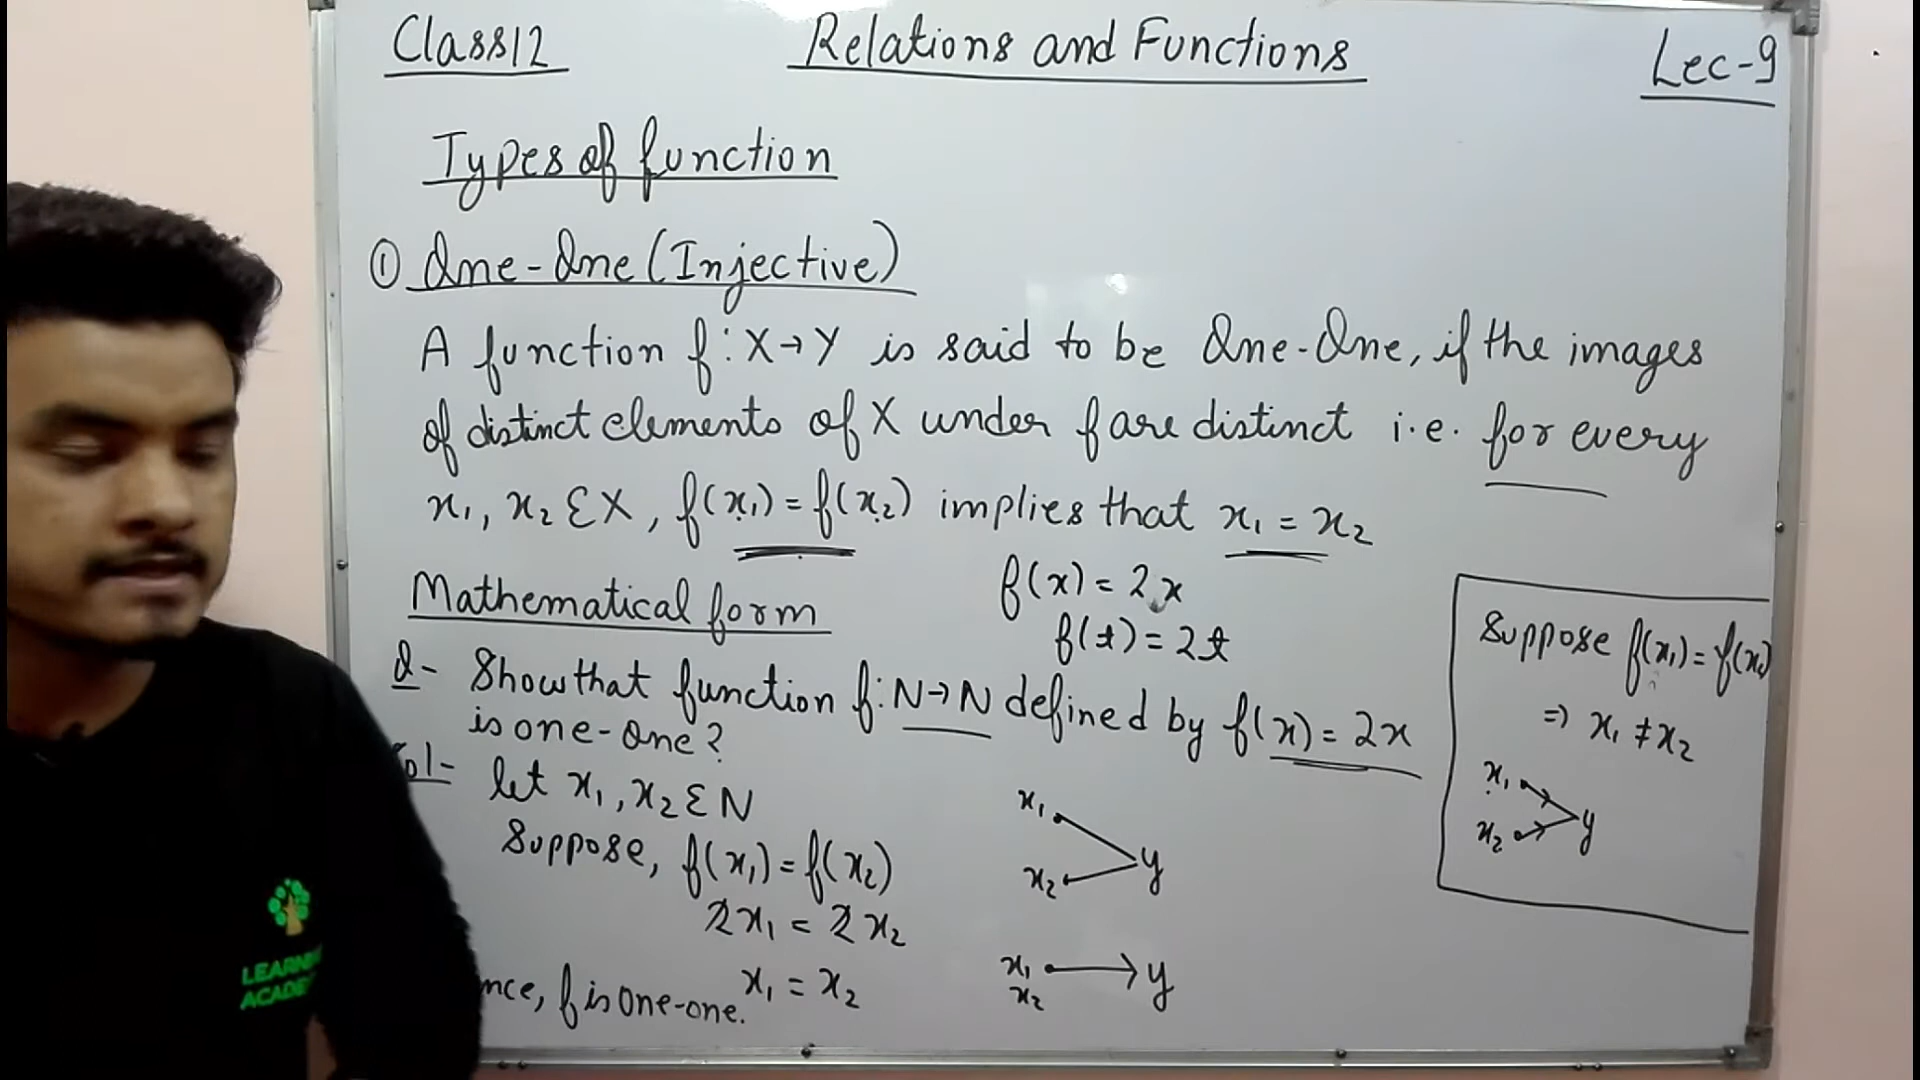 Class 12 Relations and Functions Lec-9
Types of function
① One-One (Injective)
A function f: X→Y is said to be One-One, if the images
of distinct elements of X under f are distinct i.e. for every
x₁, x₂ ∈ X, f(x₁) = f(x₂) implies that x₁ = x₂
Mathematical form
f(x) = 2x
f(t) = 2t
Q- Show that function f: N→N defined by f(x) = 2x
is one-one?
Sol- let x₁, x₂ ∈ N
Suppose, f(x₁) = f(x₂)
2x₁ = 2x₂
x₁ = x₂
nce, f is one-one.
x₁
x₂
y
x₁
x₂
y
Suppose f(x₁) = f(x₂)
⇒ x₁ ≠ x₂
x₁
x₂
y
LEARN
ACADE